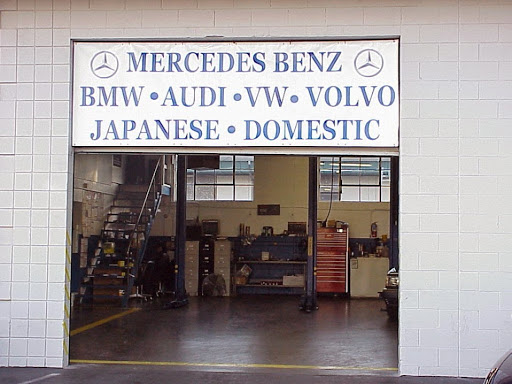 MERCEDES BENZ
BMW • AUDI • VW • VOLVO
JAPANESE • DOMESTIC